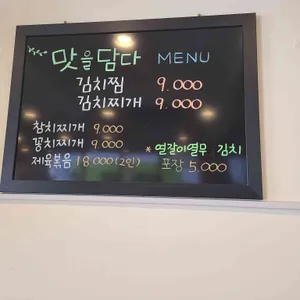 맛을담다 MENU
김치찜 9.000
김치찌개 9.000
참치찌개 9.000
꽁치찌개 9.000
제육볶음 18.000(2인)
* 열갈이열무 김치
포장 5.000